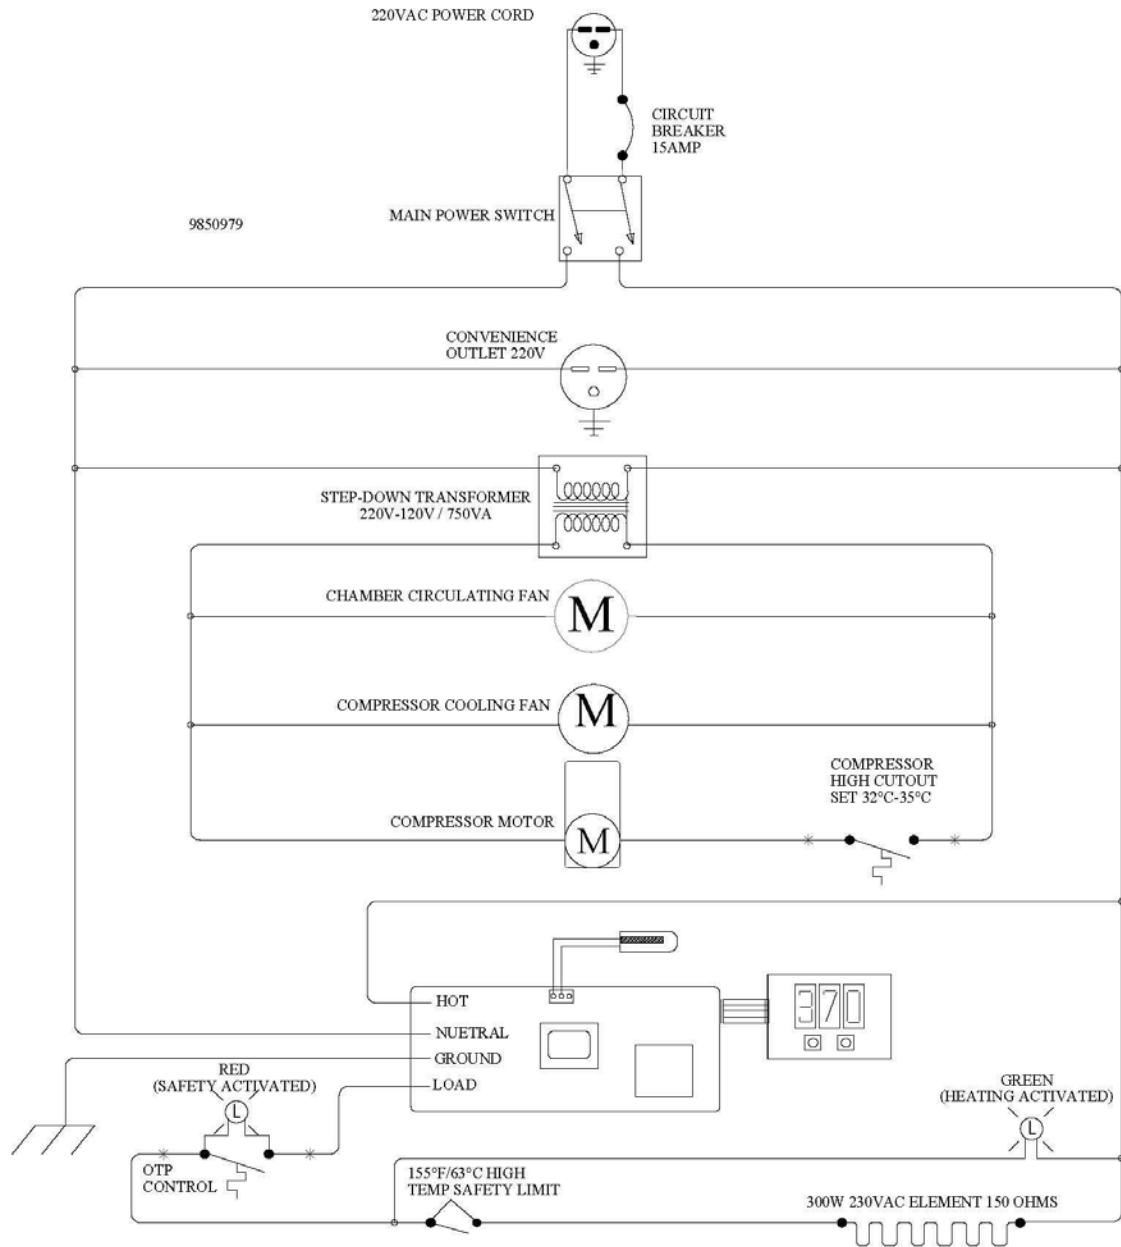 220VAC POWER CORD
CIRCUIT
BREAKER
15AMP
MAIN POWER SWITCH
9850979
CONVENIENCE
OUTLET 220V
STEP-DOWN TRANSFORMER
220V-120V / 750VA
CHAMBER CIRCULATING FAN
M
COMPRESSOR COOLING FAN
M
COMPRESSOR
HIGH CUTOUT
SET 32°C-35°C
COMPRESSOR MOTOR
M
HOT
NUETRAL
GROUND
LOAD
370
RED
(SAFETY ACTIVATED)
L
OTP
CONTROL
GREEN
(HEATING ACTIVATED)
L
155°F/63°C HIGH
TEMP SAFETY LIMIT
300W 230VAC ELEMENT 150 OHMS